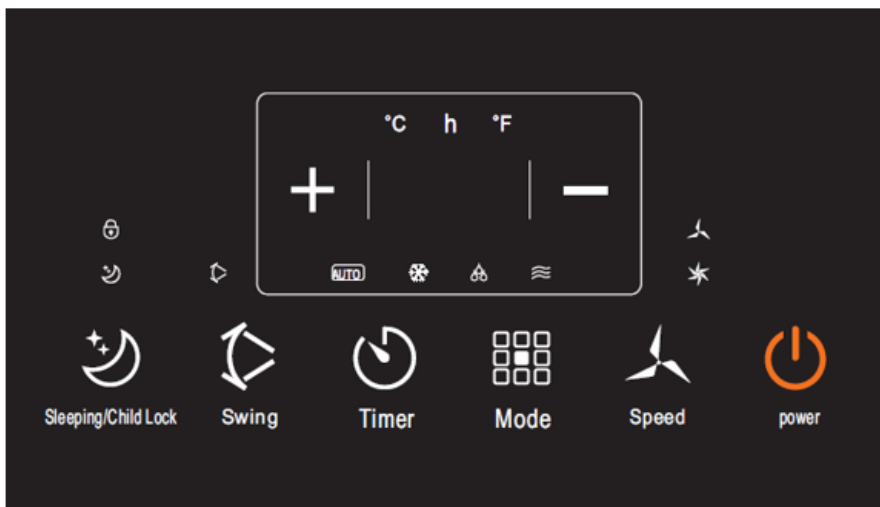 °C h °F
+ −
AUTO
Sleeping/Child Lock Swing Timer Mode Speed power